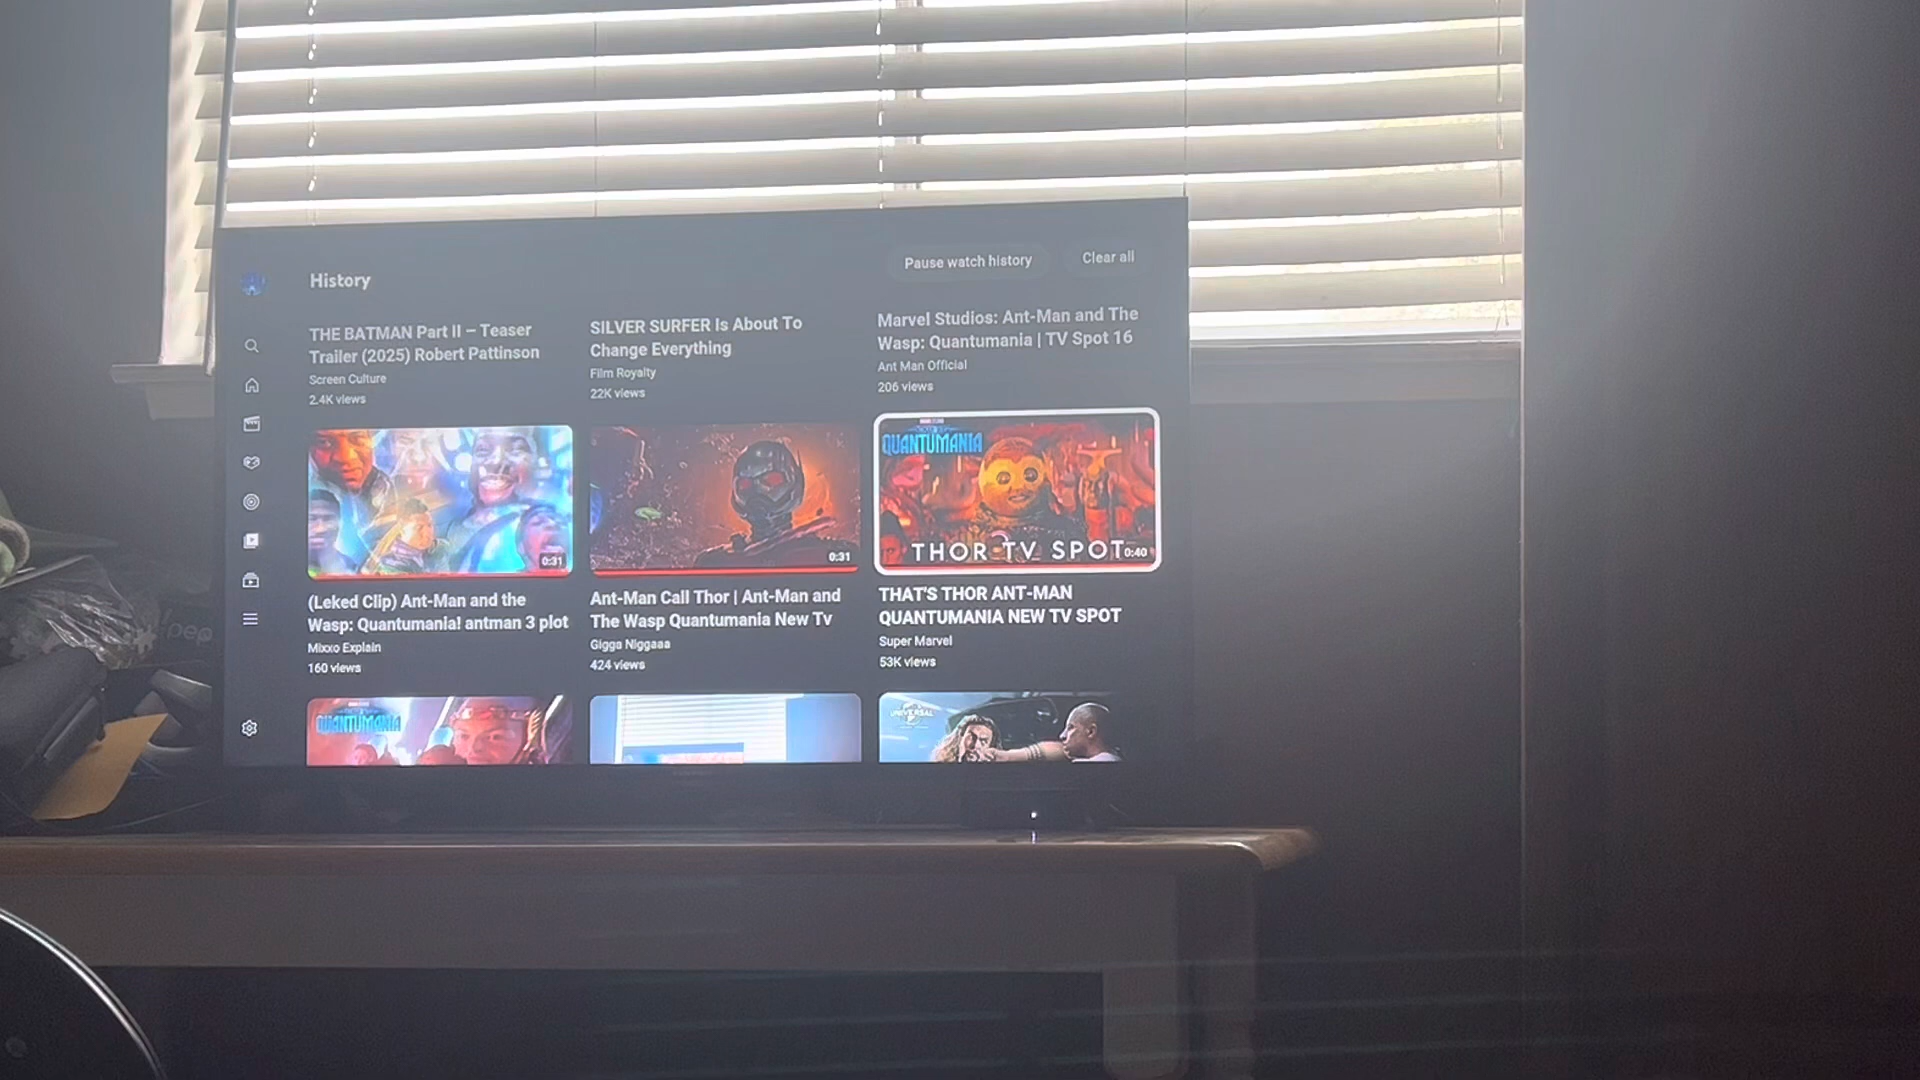 History
Pause watch history
Clear all
THE BATMAN Part II – Teaser
Trailer (2025) Robert Pattinson
Screen Culture
2.4K views
SILVER SURFER Is About To
Change Everything
Film Royalty
22K views
Marvel Studios: Ant-Man and The
Wasp: Quantumania | TV Spot 16
Ant Man Official
206 views
0:31
(Leked Clip) Ant-Man and the
Wasp: Quantumania! antman 3 plot
Mixxo Explain
160 views
0:31
Ant-Man Call Thor | Ant-Man and
The Wasp Quantumania New Tv
Gigga Niggaaa
424 views
QUANTUMANIA
THOR TV SPOT
0:40
THAT'S THOR ANT-MAN
QUANTUMANIA NEW TV SPOT
Super Marvel
53K views
QUANTUMANIA
UNIVERSAL